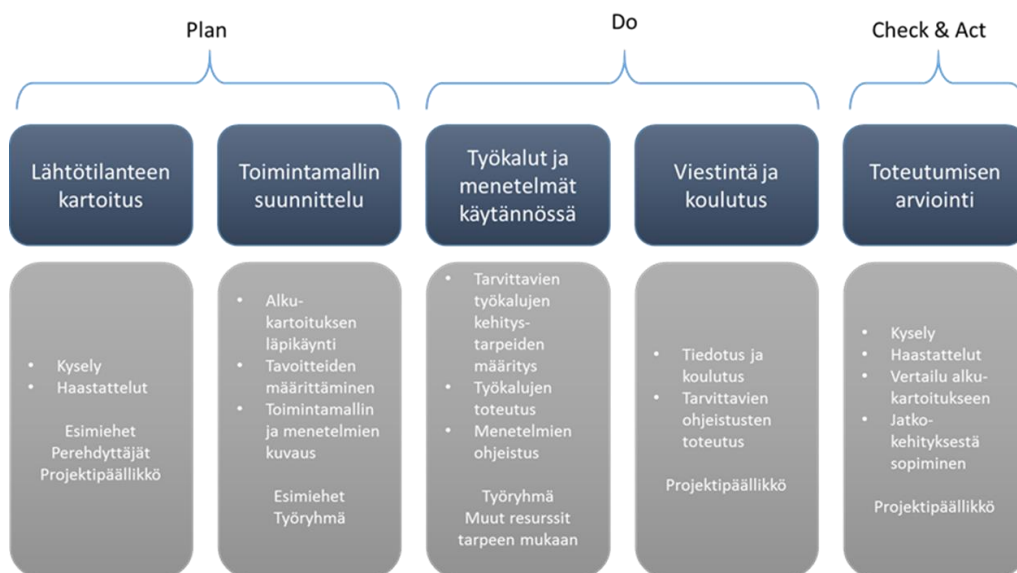 Plan
Do
Check & Act
Lähtötilanteen
kartoitus
Toimintamallin
suunnittelu
Työkalut ja
menetelmät
käytännössä
Viestintä ja
koulutus
Toteutumisen
arviointi
• Kysely
• Haastattelut
Esimiehet
Perehdyttäjät
Projektipäällikkö
• Alku-
kartoituksen
läpikäynti
• Tavoitteiden
määrittäminen
• Toimintamallin
ja menetelmien
kuvaus
Esimiehet
Työryhmä
• Tarvittavien
työkalujen
kehitys-
tarpeiden
määritys
• Työkalujen
toteutus
• Menetelmien
ohjeistus
Työryhmä
Muut resurssit
tarpeen mukaan
• Tiedotus ja
koulutus
• Tarvittavien
ohjeistusten
toteutus
Projektipäällikkö
• Kysely
• Haastattelut
• Vertailu alku-
kartoitukseen
• Jatko-
kehityksestä
sopiminen
Projektipäällikkö